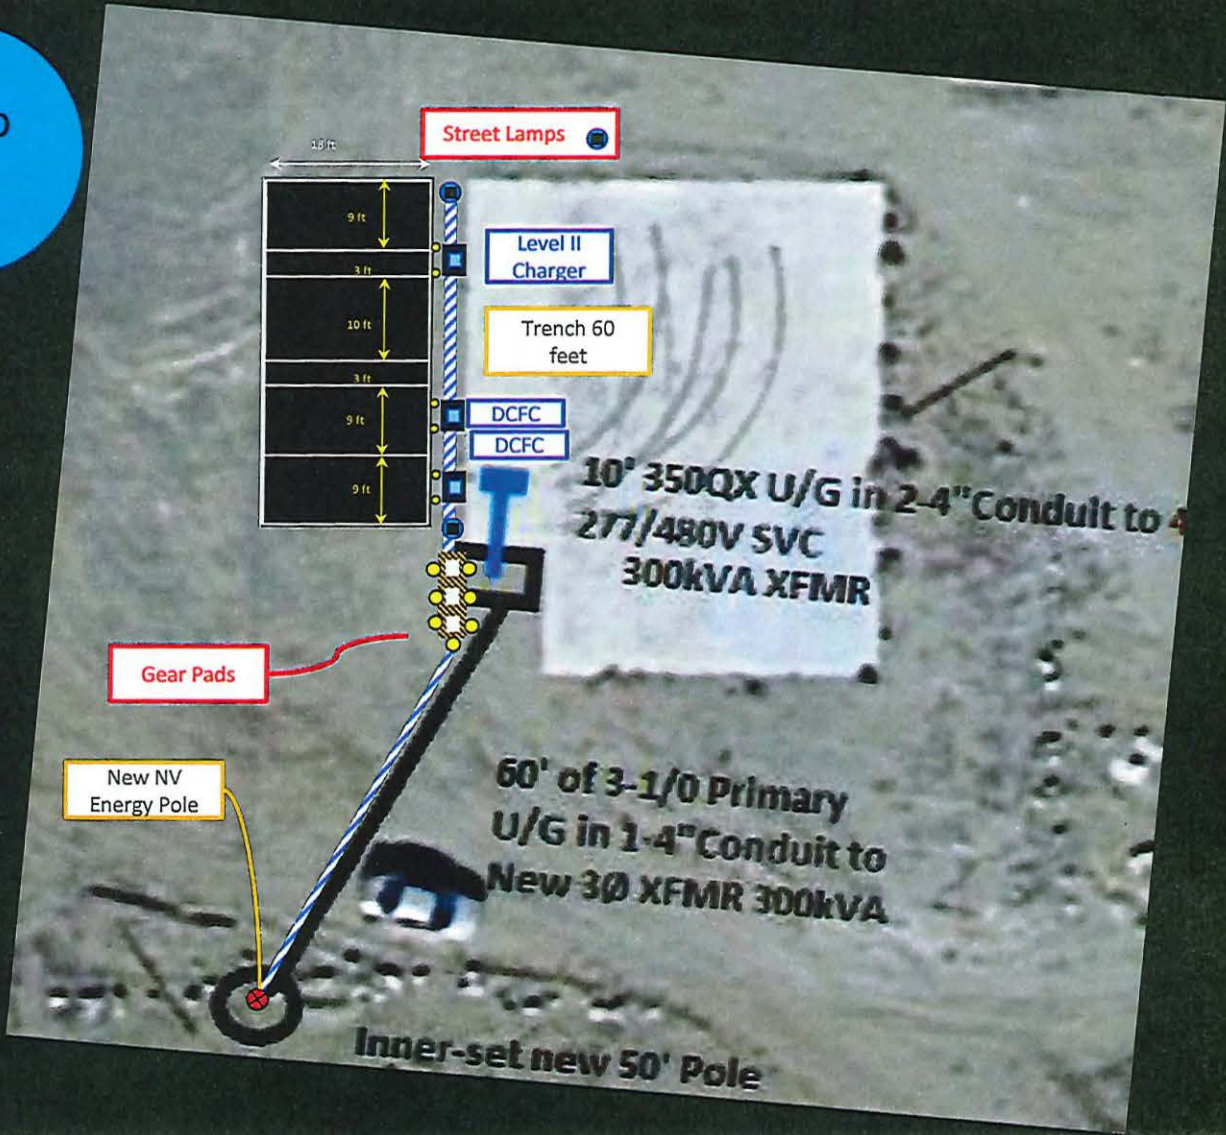 Street Lamps
18 ft
9 ft
Level II
Charger
3 ft
Trench 60
feet
10 ft
3 ft
DCFC
9 ft
DCFC
9 ft
10' 350QX U/G in 2-4"Conduit to 4
277/480V SVC
300kVA XFMR
Gear Pads
New NV
Energy Pole
60' of 3-1/0 Primary
U/G in 1-4"Conduit to
New 3Ø XFMR 300kVA
Inner-set new 50' Pole